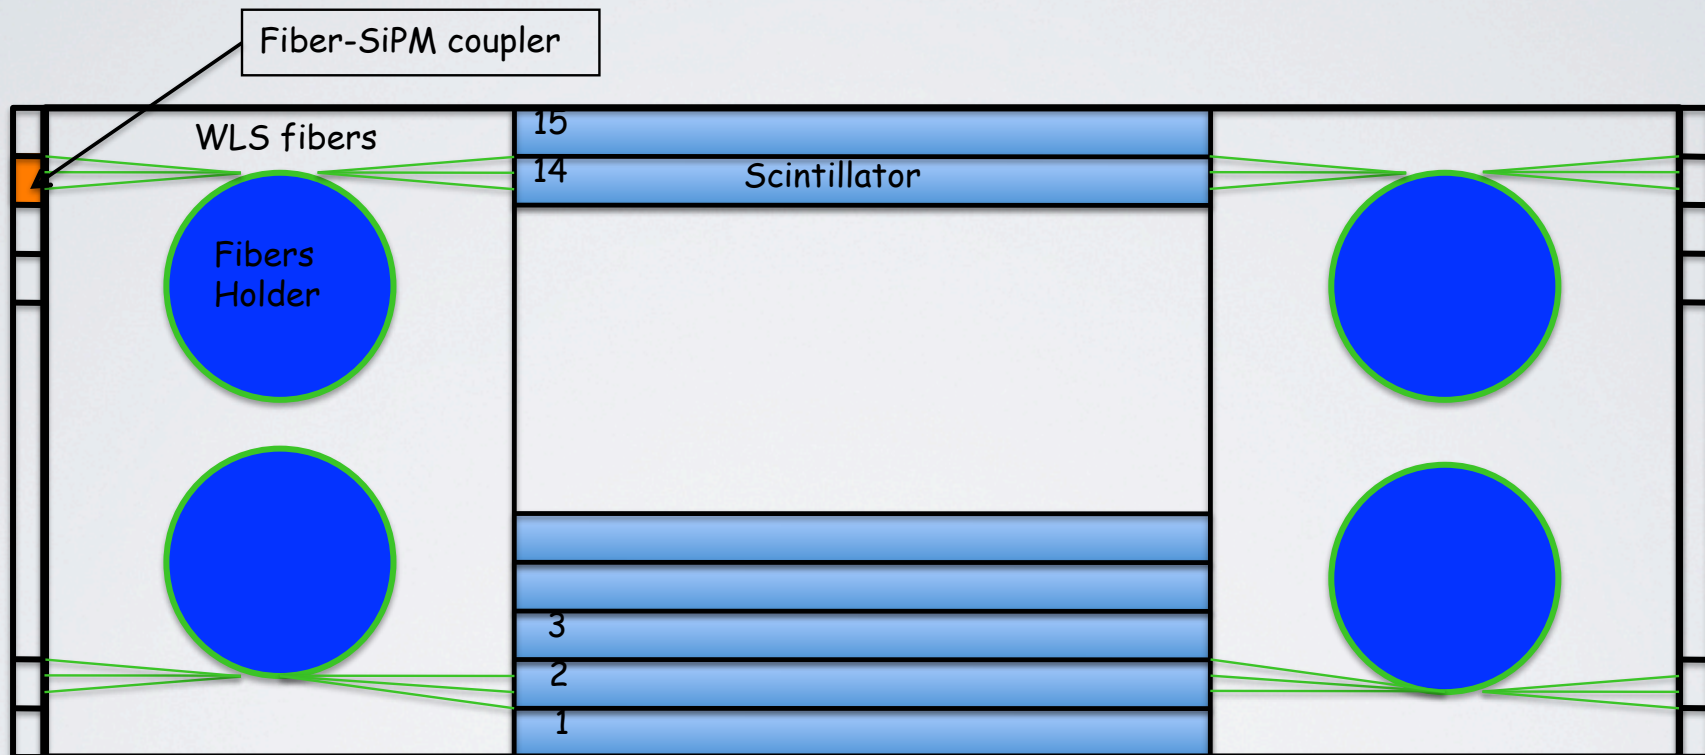 Fiber-SiPM coupler
WLS fibers
15
14
Scintillator
Fibers
Holder
3
2
1